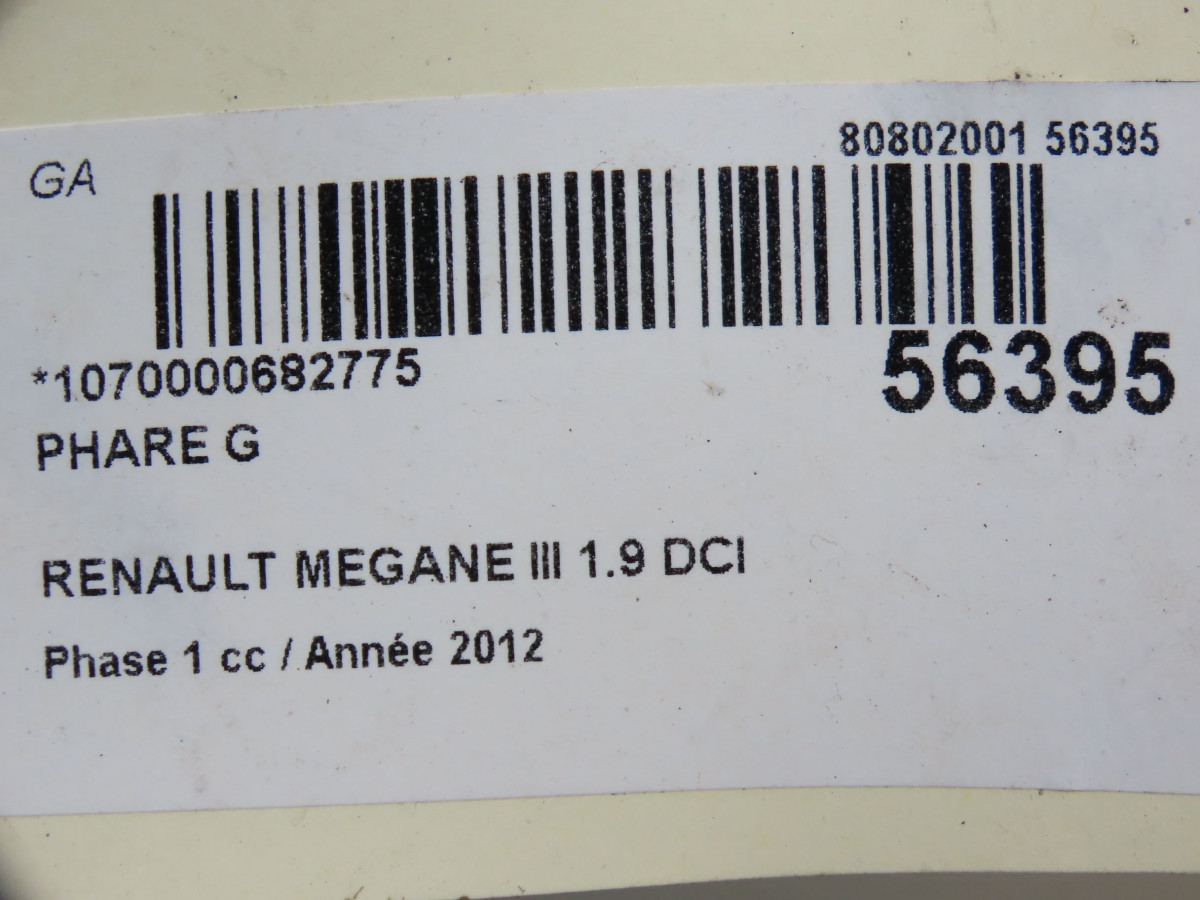 80802001 56395
GA
*1070000682775
56395
PHARE G
RENAULT MEGANE III 1.9 DCI
Phase 1 cc / Année 2012